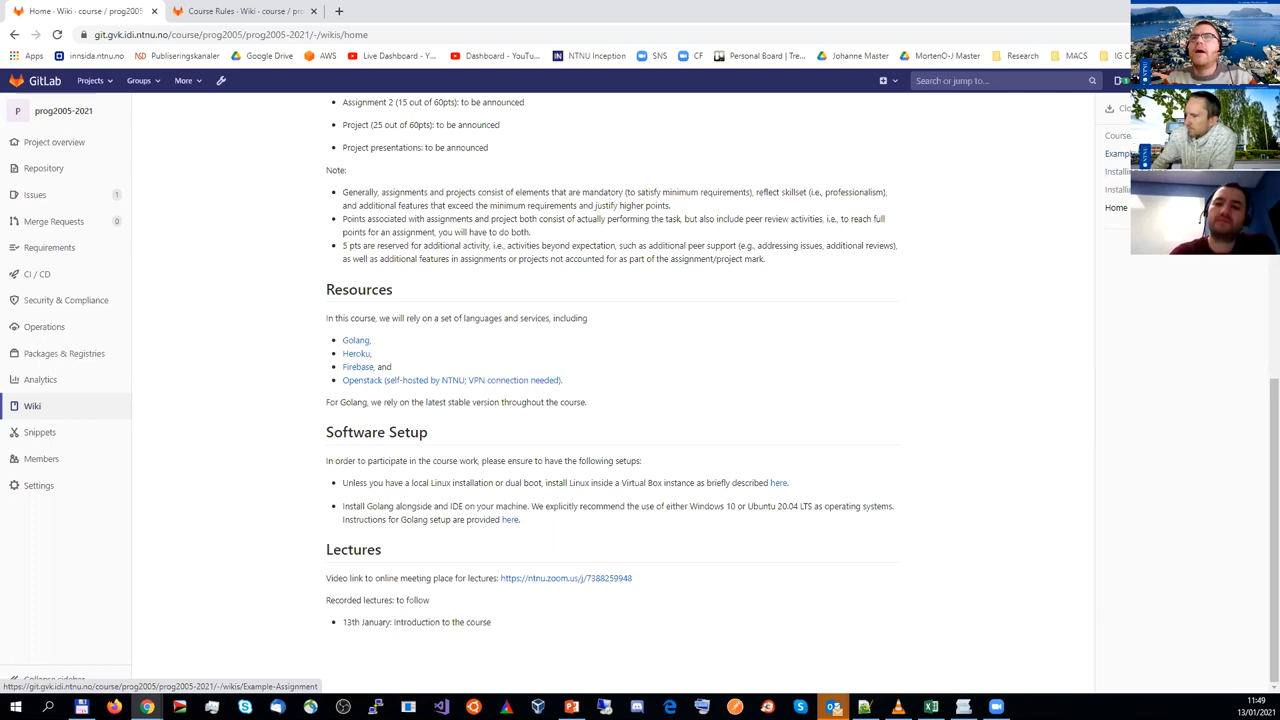 Home · Wiki · course / prog2005
Course Rules · Wiki · course / pro
git.gvk.idi.ntnu.no/course/prog2005/prog2005-2021/-/wikis/home
Apps
innsida.ntnu.no
Publiseringskanaler
Google Drive
AWS
Live Dashboard - Y...
Dashboard - YouTu...
NTNU Inception
SNS
CF
Personal Board | Tre...
Johanne Master
MortenO-J Master
Research
MACS
IG C
GitLab
Projects
Groups
More
Search or jump to...
prog2005-2021
Project overview
Repository
Issues 1
Merge Requests 0
Requirements
CI / CD
Security & Compliance
Operations
Packages & Registries
Analytics
Wiki
Snippets
Members
Settings
Collapse sidebar
Assignment 2 (15 out of 60pts): to be announced
Project (25 out of 60pts): to be announced
Project presentations: to be announced
Note:
Generally, assignments and projects consist of elements that are mandatory (to satisfy minimum requirements), reflect skillset (i.e., professionalism),
and additional features that exceed the minimum requirements and justify higher points.
Points associated with assignments and project both consist of actually performing the task, but also include peer review activities, i.e., to reach full
points for an assignment, you will have to do both.
5 pts are reserved for additional activity, i.e., activities beyond expectation, such as additional peer support (e.g., addressing issues, additional reviews),
as well as additional features in assignments or projects not accounted for as part of the assignment/project mark.
Resources
In this course, we will rely on a set of languages and services, including
Golang,
Heroku,
Firebase, and
Openstack (self-hosted by NTNU; VPN connection needed).
For Golang, we rely on the latest stable version throughout the course.
Software Setup
In order to participate in the course work, please ensure to have the following setups:
Unless you have a local Linux installation or dual boot, install Linux inside a Virtual Box instance as briefly described here.
Install Golang alongside and IDE on your machine. We explicitly recommend the use of either Windows 10 or Ubuntu 20.04 LTS as operating systems.
Instructions for Golang setup are provided here.
Lectures
Video link to online meeting place for lectures: https://ntnu.zoom.us/j/7388259948
Recorded lectures: to follow
13th January: Introduction to the course
Clo
Course
Example
Installin
Installin
Home
NTNU
NTNU
https://git.gvk.idi.ntnu.no/course/prog2005/prog2005-2021/-/wikis/Example-Assignment
11:49
13/01/2021